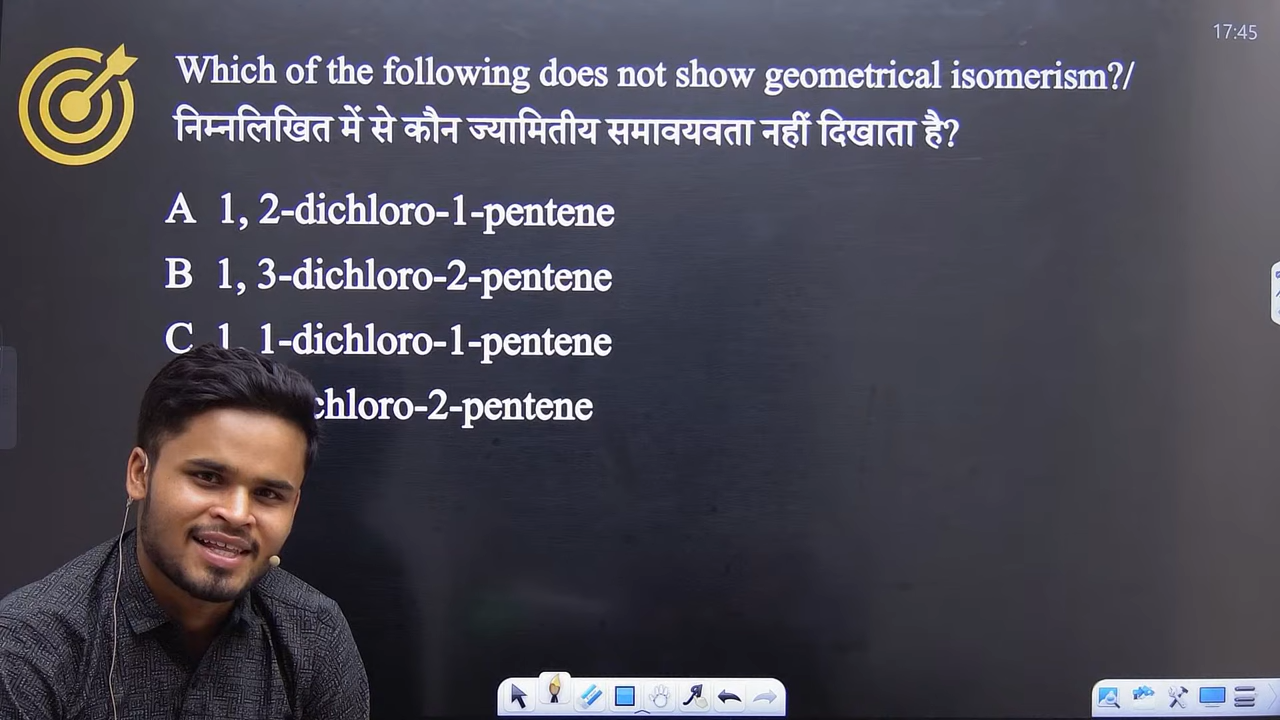 17:45
Which of the following does not show geometrical isomerism?/
निम्नलिखित में से कौन ज्यामितीय समावयवता नहीं दिखाता है?
A 1, 2-dichloro-1-pentene
B 1, 3-dichloro-2-pentene
C 1, 1-dichloro-1-pentene
chloro-2-pentene